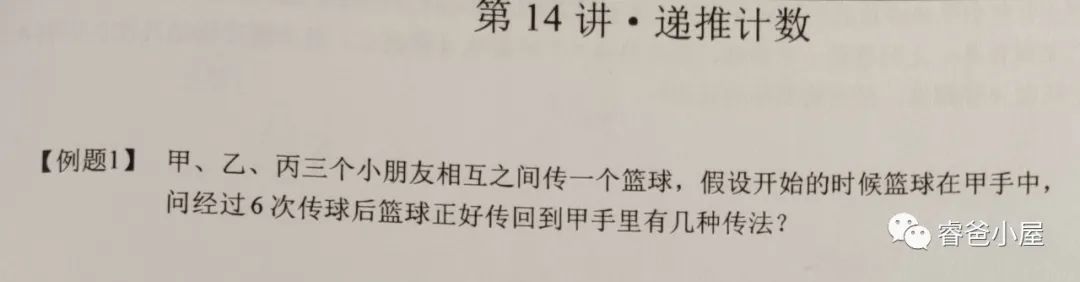 第14讲·递推计数
【例题1】 甲、乙、丙三个小朋友相互之间传一个篮球，假设开始的时候篮球在甲手中，
问经过6次传球后篮球正好传回到甲手里有几种传法？
睿爸小屋